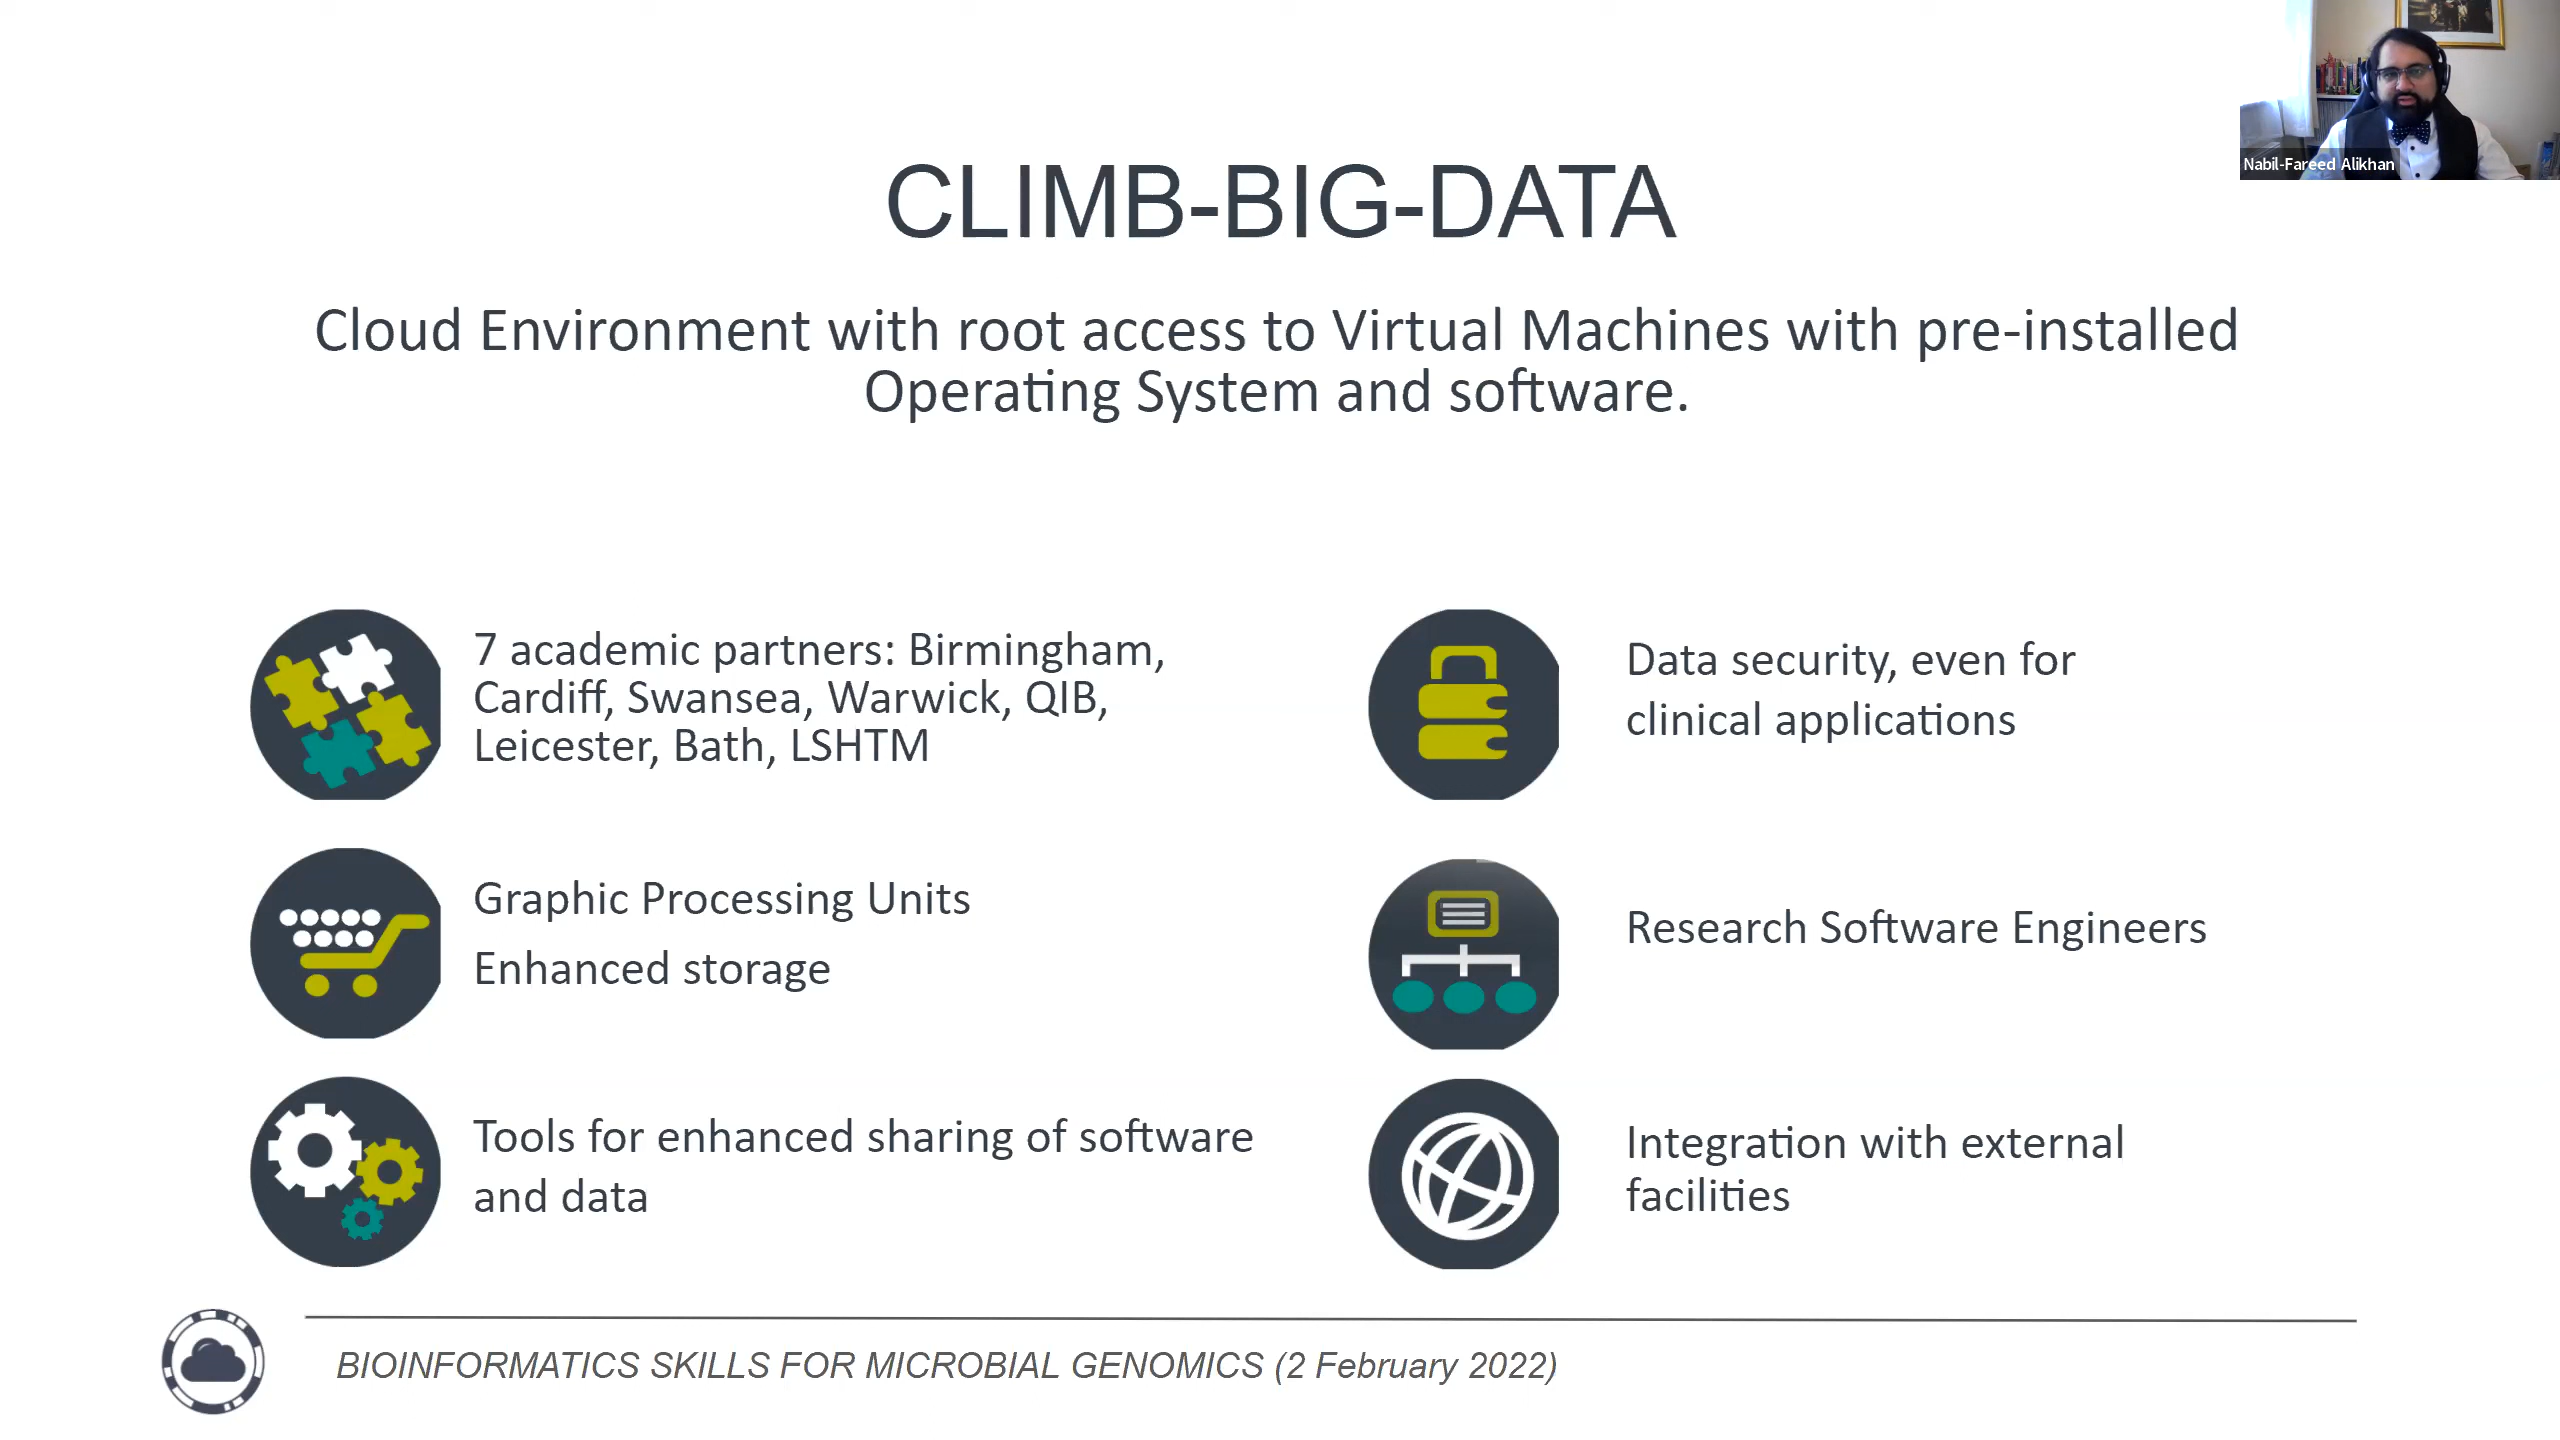 Nabil-Fareed Alikhan
CLIMB-BIG-DATA
Cloud Environment with root access to Virtual Machines with pre-installed
Operating System and software.
7 academic partners: Birmingham,
Cardiff, Swansea, Warwick, QIB,
Leicester, Bath, LSHTM
Data security, even for
clinical applications
Graphic Processing Units
Enhanced storage
Research Software Engineers
Tools for enhanced sharing of software
and data
Integration with external
facilities
BIOINFORMATICS SKILLS FOR MICROBIAL GENOMICS (2 February 2022)